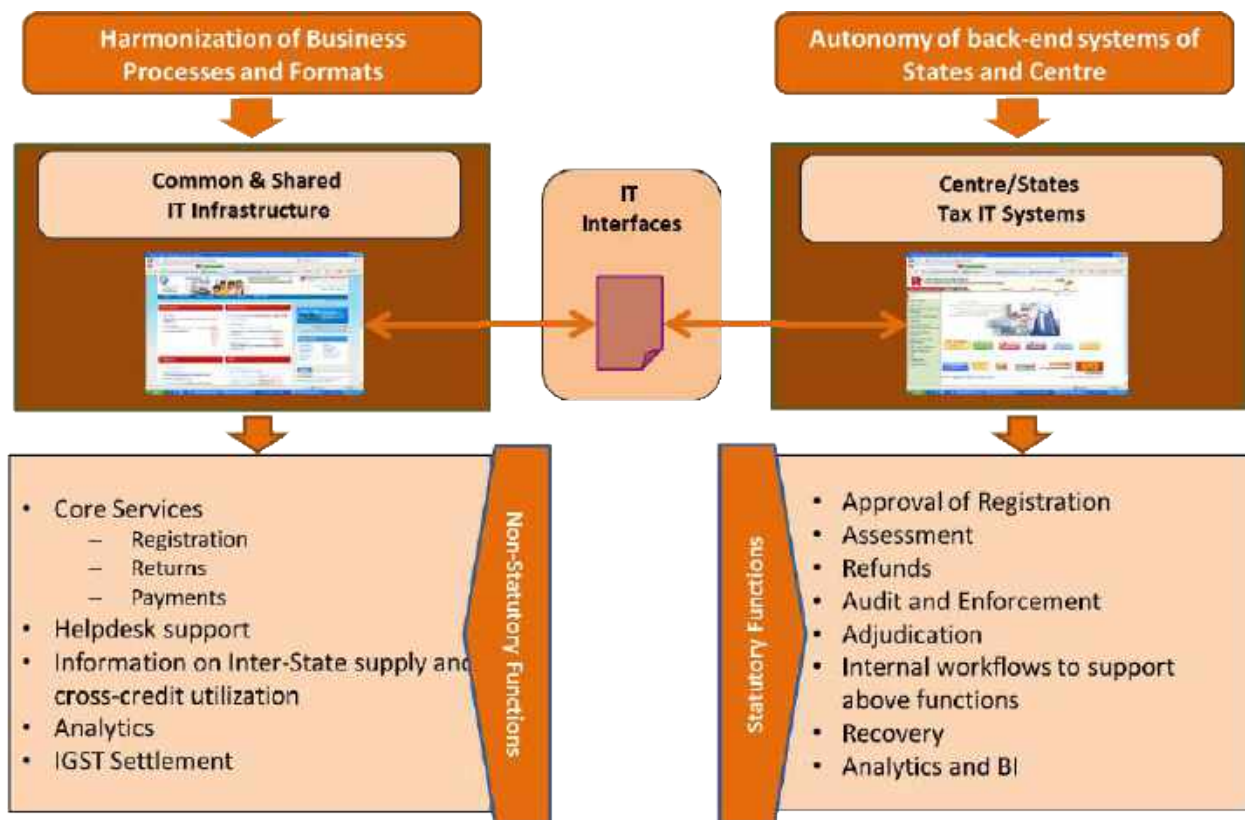 Harmonization of Business
Processes and Formats
Autonomy of back-end systems of
States and Centre
Common & Shared
IT Infrastructure
IT
Interfaces
Centre/States
Tax IT Systems
• Core Services
– Registration
– Returns
– Payments
• Helpdesk support
• Information on Inter-State supply and
cross-credit utilization
• Analytics
• IGST Settlement
Non-Statutory Functions
Statutory Functions
• Approval of Registration
• Assessment
• Refunds
• Audit and Enforcement
• Adjudication
• Internal workflows to support
above functions
• Recovery
• Analytics and BI